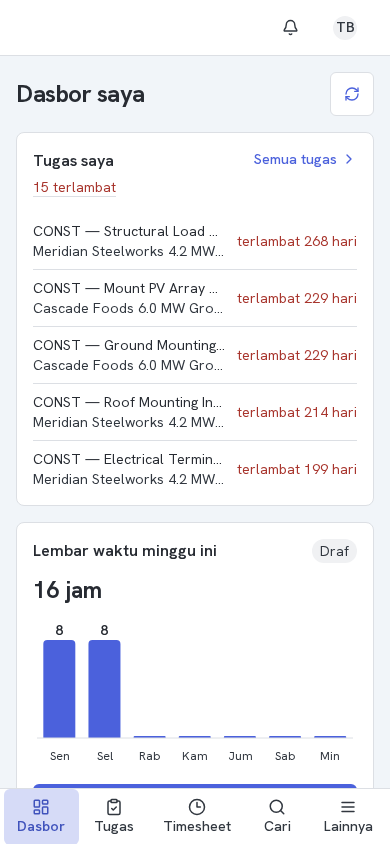 TB
Dasbor saya
Tugas saya
Semua tugas
15 terlambat
CONST — Structural Load ...
Meridian Steelworks 4.2 MW...
terlambat 268 hari
CONST — Mount PV Array ...
Cascade Foods 6.0 MW Gro...
terlambat 229 hari
CONST — Ground Mounting...
Cascade Foods 6.0 MW Gro...
terlambat 229 hari
CONST — Roof Mounting In...
Meridian Steelworks 4.2 MW...
terlambat 214 hari
CONST — Electrical Termin...
Meridian Steelworks 4.2 MW...
terlambat 199 hari
Lembar waktu minggu ini
Draf
16 jam
8 8
Sen Sel Rab Kam Jum Sab Min
Dasbor Tugas Timesheet Cari Lainnya